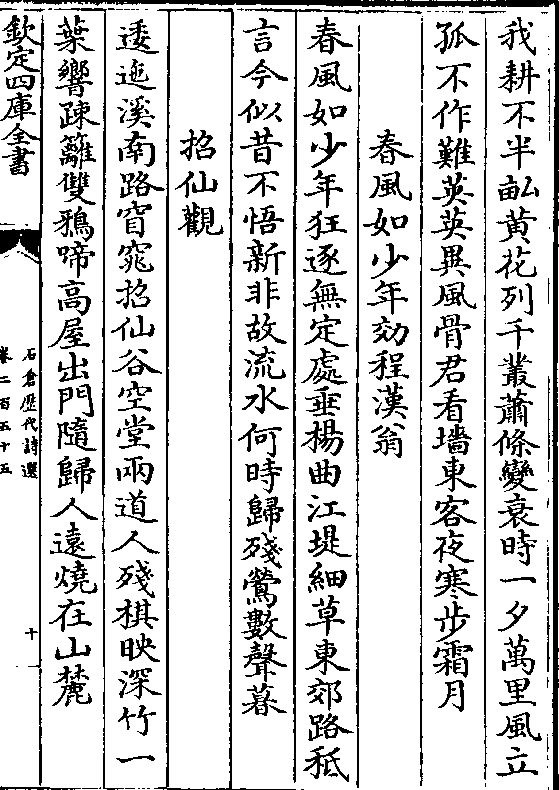 我耕不半畝黄花列千叢蕭條變衰時一夕萬里風立
孤不作難英英異風骨君看墻東客夜寒步霜月
春風如少年効程漢翁
春風如少年狂逐無定處垂楊曲江堤細草東郊路秪
言今似昔不悟新非故流水何時歸殘鶯數聲暮
招仙觀
逶迤溪南路窅窕招仙谷空堂兩道人殘棋映深竹一
葉響疎籬雙鴉啼高屋出門隨歸人遠燒在山麓
欽定四庫全書
石倉歷代詩選
卷二百五十五
十一